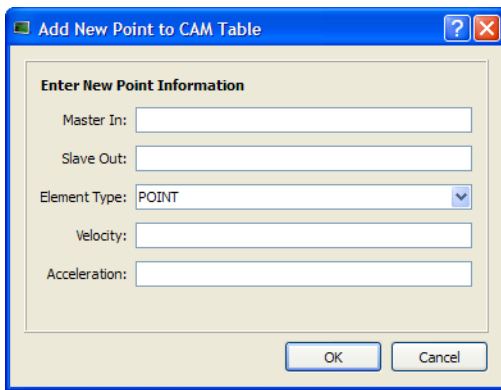 Add New Point to CAM Table
Enter New Point Information
Master In:
Slave Out:
Element Type: POINT
Velocity:
Acceleration:
OK Cancel